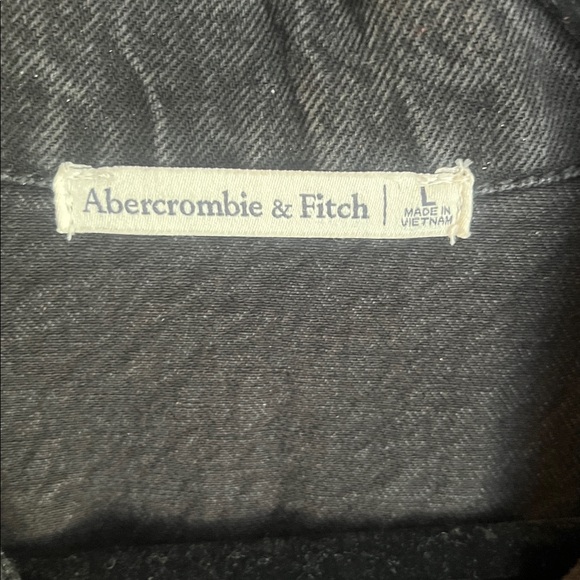 Abercrombie & Fitch | L
MADE IN
VIETNAM